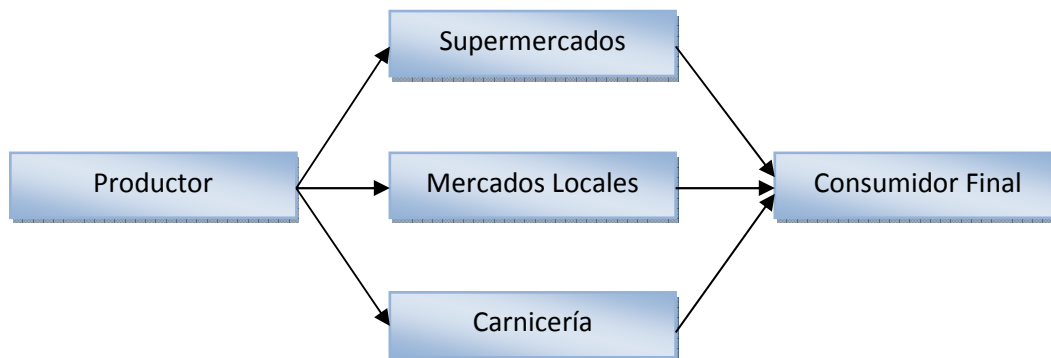 Supermercados
Productor
Mercados Locales
Consumidor Final
Carnicería